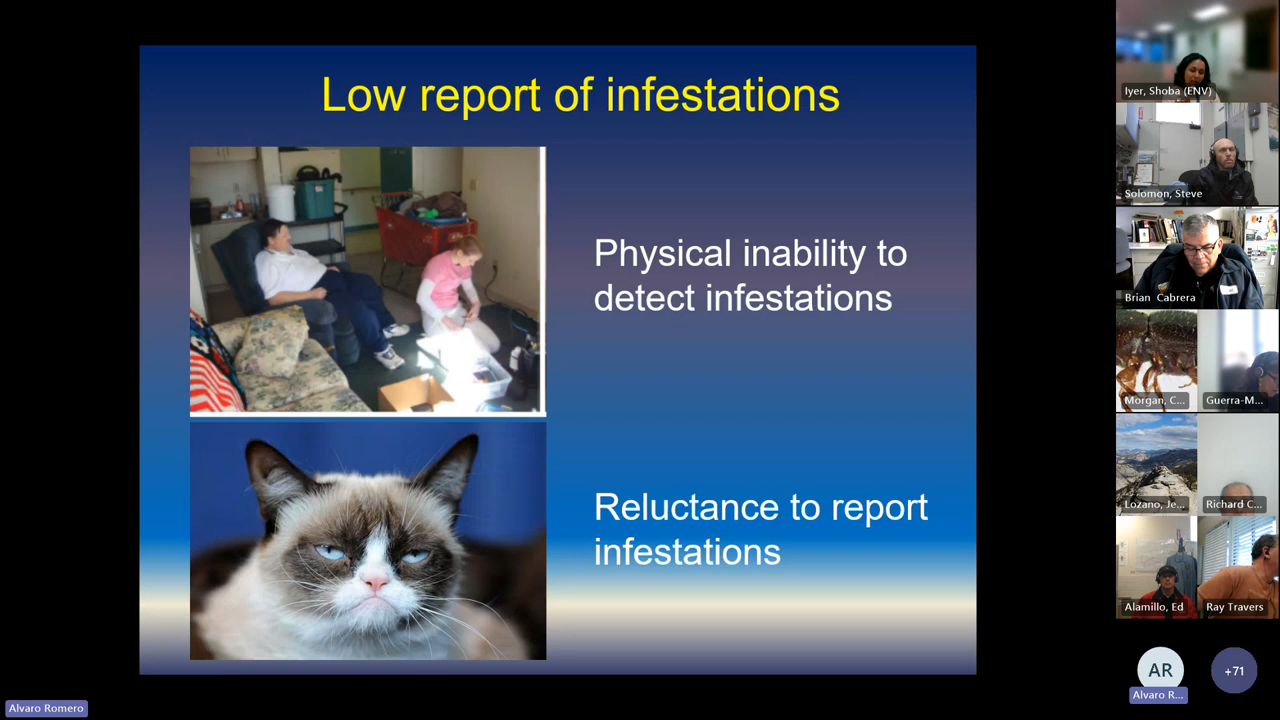 Low report of infestations
Physical inability to
detect infestations
Reluctance to report
infestations
Iyer, Shoba (ENV)
Solomon, Steve
Brian Cabrera
Morgan, C...
Guerra-M...
Lozano, Je...
Richard C...
Alamillo, Ed
Ray Travers
AR
Alvaro R...
+71
Alvaro Romero